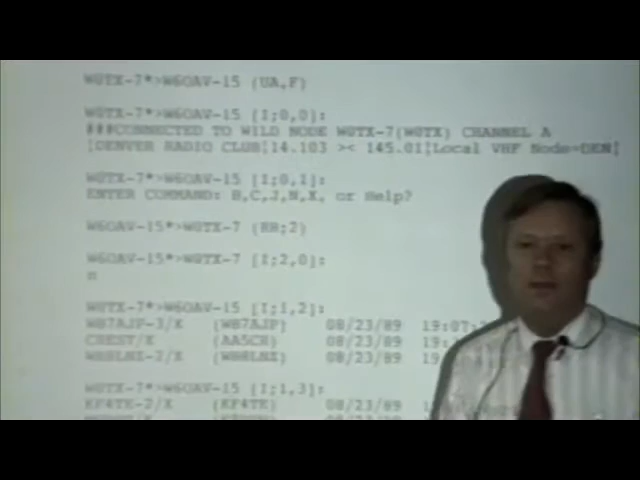 W0TX-7*>W6OAV-15 (UA,F)
W0TX-7*>W6OAV-15 [I;0,0]:
###CONNECTED TO WILD NODE W0TX-7(W0TX) CHANNEL A
[DENVER RADIO CLUB[14.103 >< 145.01[Local VHF Node=DEN]
W0TX-7*>W6OAV-15 [I;0,1]:
ENTER COMMAND: B,C,J,N,X, or Help?
W6OAV-15*>W0TX-7 (RR;2)
W6OAV-15*>W0TX-7 [I;2,0]:
n
W0TX-7*>W6OAV-15 [I;1,2]:
WB7AJP-3/X (WB7AJP) 08/23/89 19:07
CREST/X (AA5CH) 08/23/89 19:
08/23/89 19
W0TX-7*>W6OAV-15 [I;1,3]:
KF4TK-2/X (KF4TK) 08/23/89